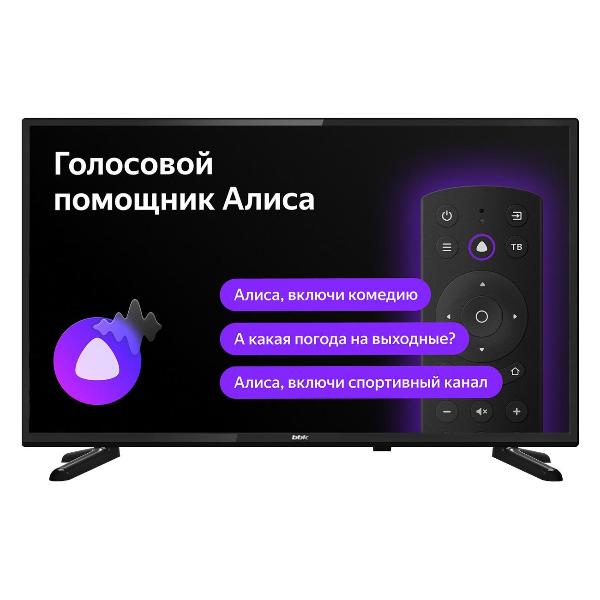 Голосовой
помощник Алиса
ТВ
Алиса, включи комедию
А какая погода на выходные?
Алиса, включи спортивный канал
bbk